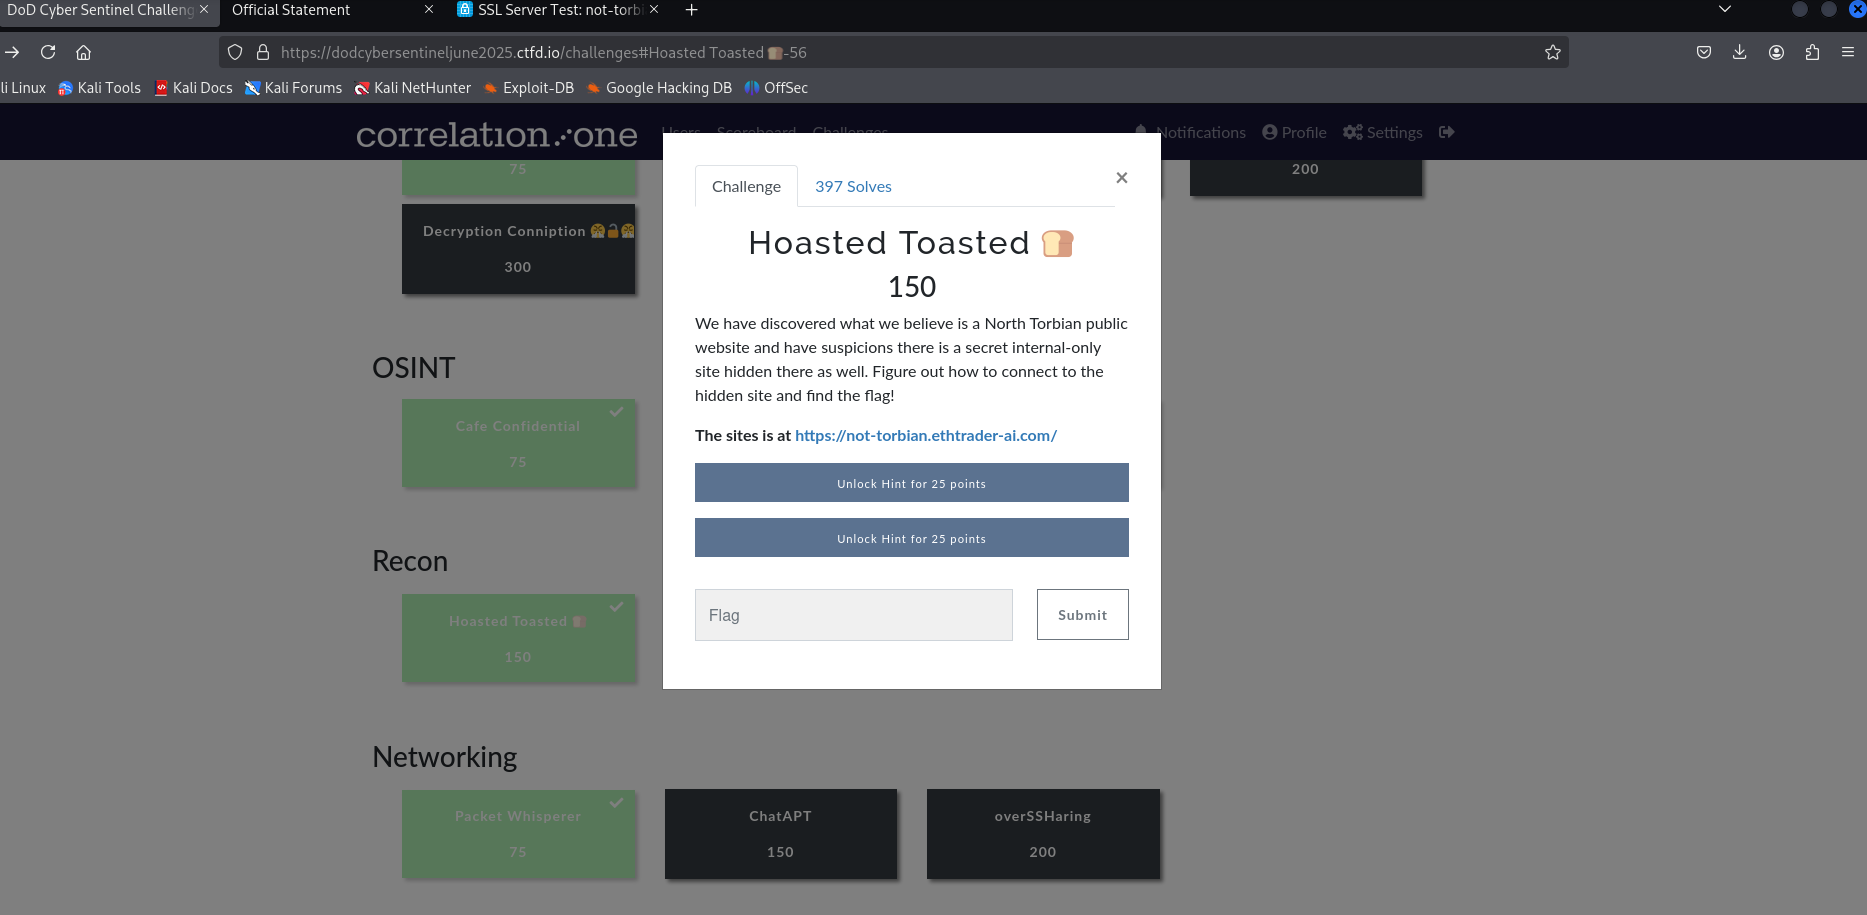 DoD Cyber Sentinel Challeng
Official Statement
SSL Server Test: not-torb
https://dodcybersentineljune2025.ctfd.io/challenges#Hoasted Toasted🍞-56
li Linux
Kali Tools
Kali Docs
Kali Forums
Kali NetHunter
Exploit-DB
Google Hacking DB
OffSec
correlation one
Users
Scoreboard
Challenges
Notifications
Profile
Settings
75
200
Decryption Conniption 😤🔓😤
300
Challenge
397 Solves
×
Hoasted Toasted 🍞
150
We have discovered what we believe is a North Torbian public
website and have suspicions there is a secret internal-only
site hidden there as well. Figure out how to connect to the
hidden site and find the flag!
The sites is at https://not-torbian.ethtrader-ai.com/
Unlock Hint for 25 points
Unlock Hint for 25 points
Flag
Submit
OSINT
Cafe Confidential
75
Recon
Hoasted Toasted 🍞
150
Networking
Packet Whisperer
75
ChatAPT
150
overSSHaring
200